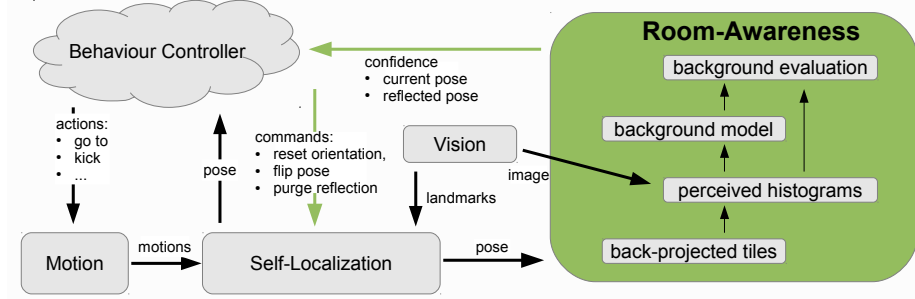 Behaviour Controller
Room-Awareness
background evaluation
background model
perceived histograms
back-projected tiles
confidence
• current pose
• reflected pose
actions:
• go to
• kick
• ...
pose
commands:
• reset orientation,
• flip pose
• purge reflection
Vision
image
landmarks
Motion
motions
Self-Localization
pose